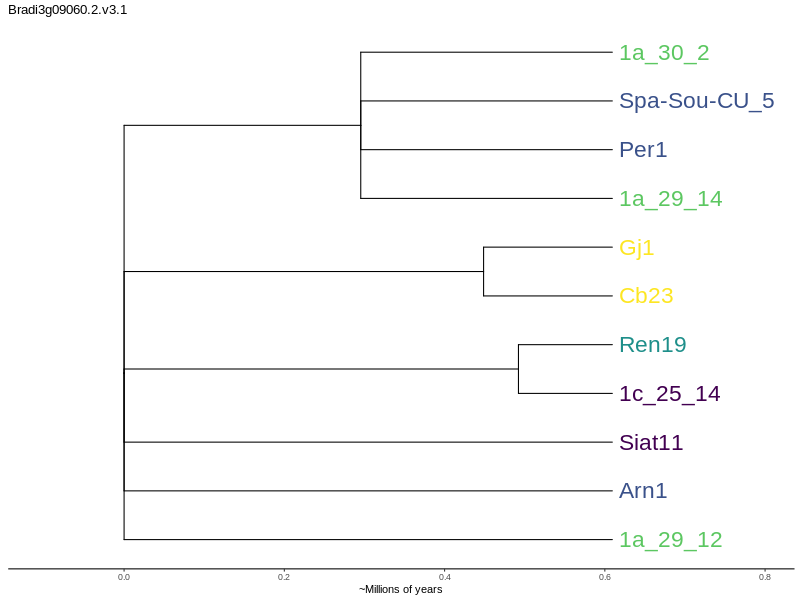 Bradi3g09060.2.v3.1
1a_30_2
Spa-Sou-CU_5
Per1
1a_29_14
Gj1
Cb23
Ren19
1c_25_14
Siat11
Arn1
1a_29_12
0.0 0.2 0.4 0.6 0.8
~Millions of years